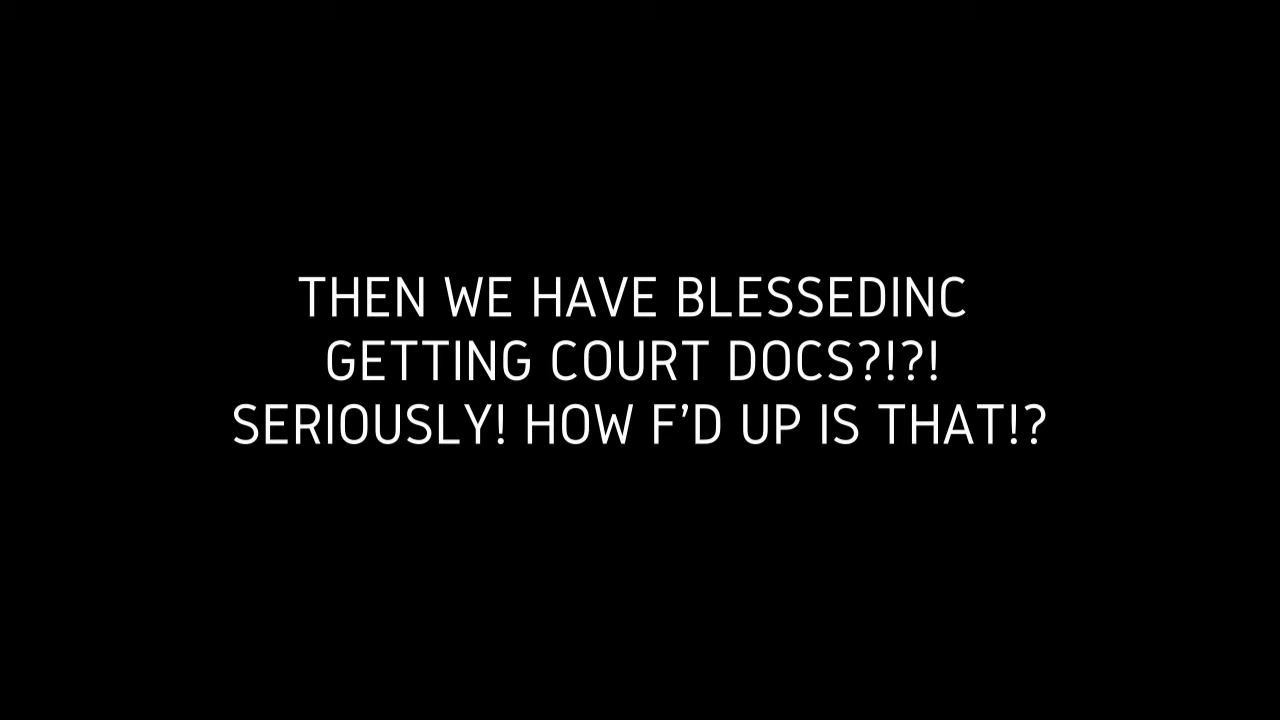 THEN WE HAVE BLESSEDINC
GETTING COURT DOCS?!?!
SERIOUSLY! HOW F’D UP IS THAT!?